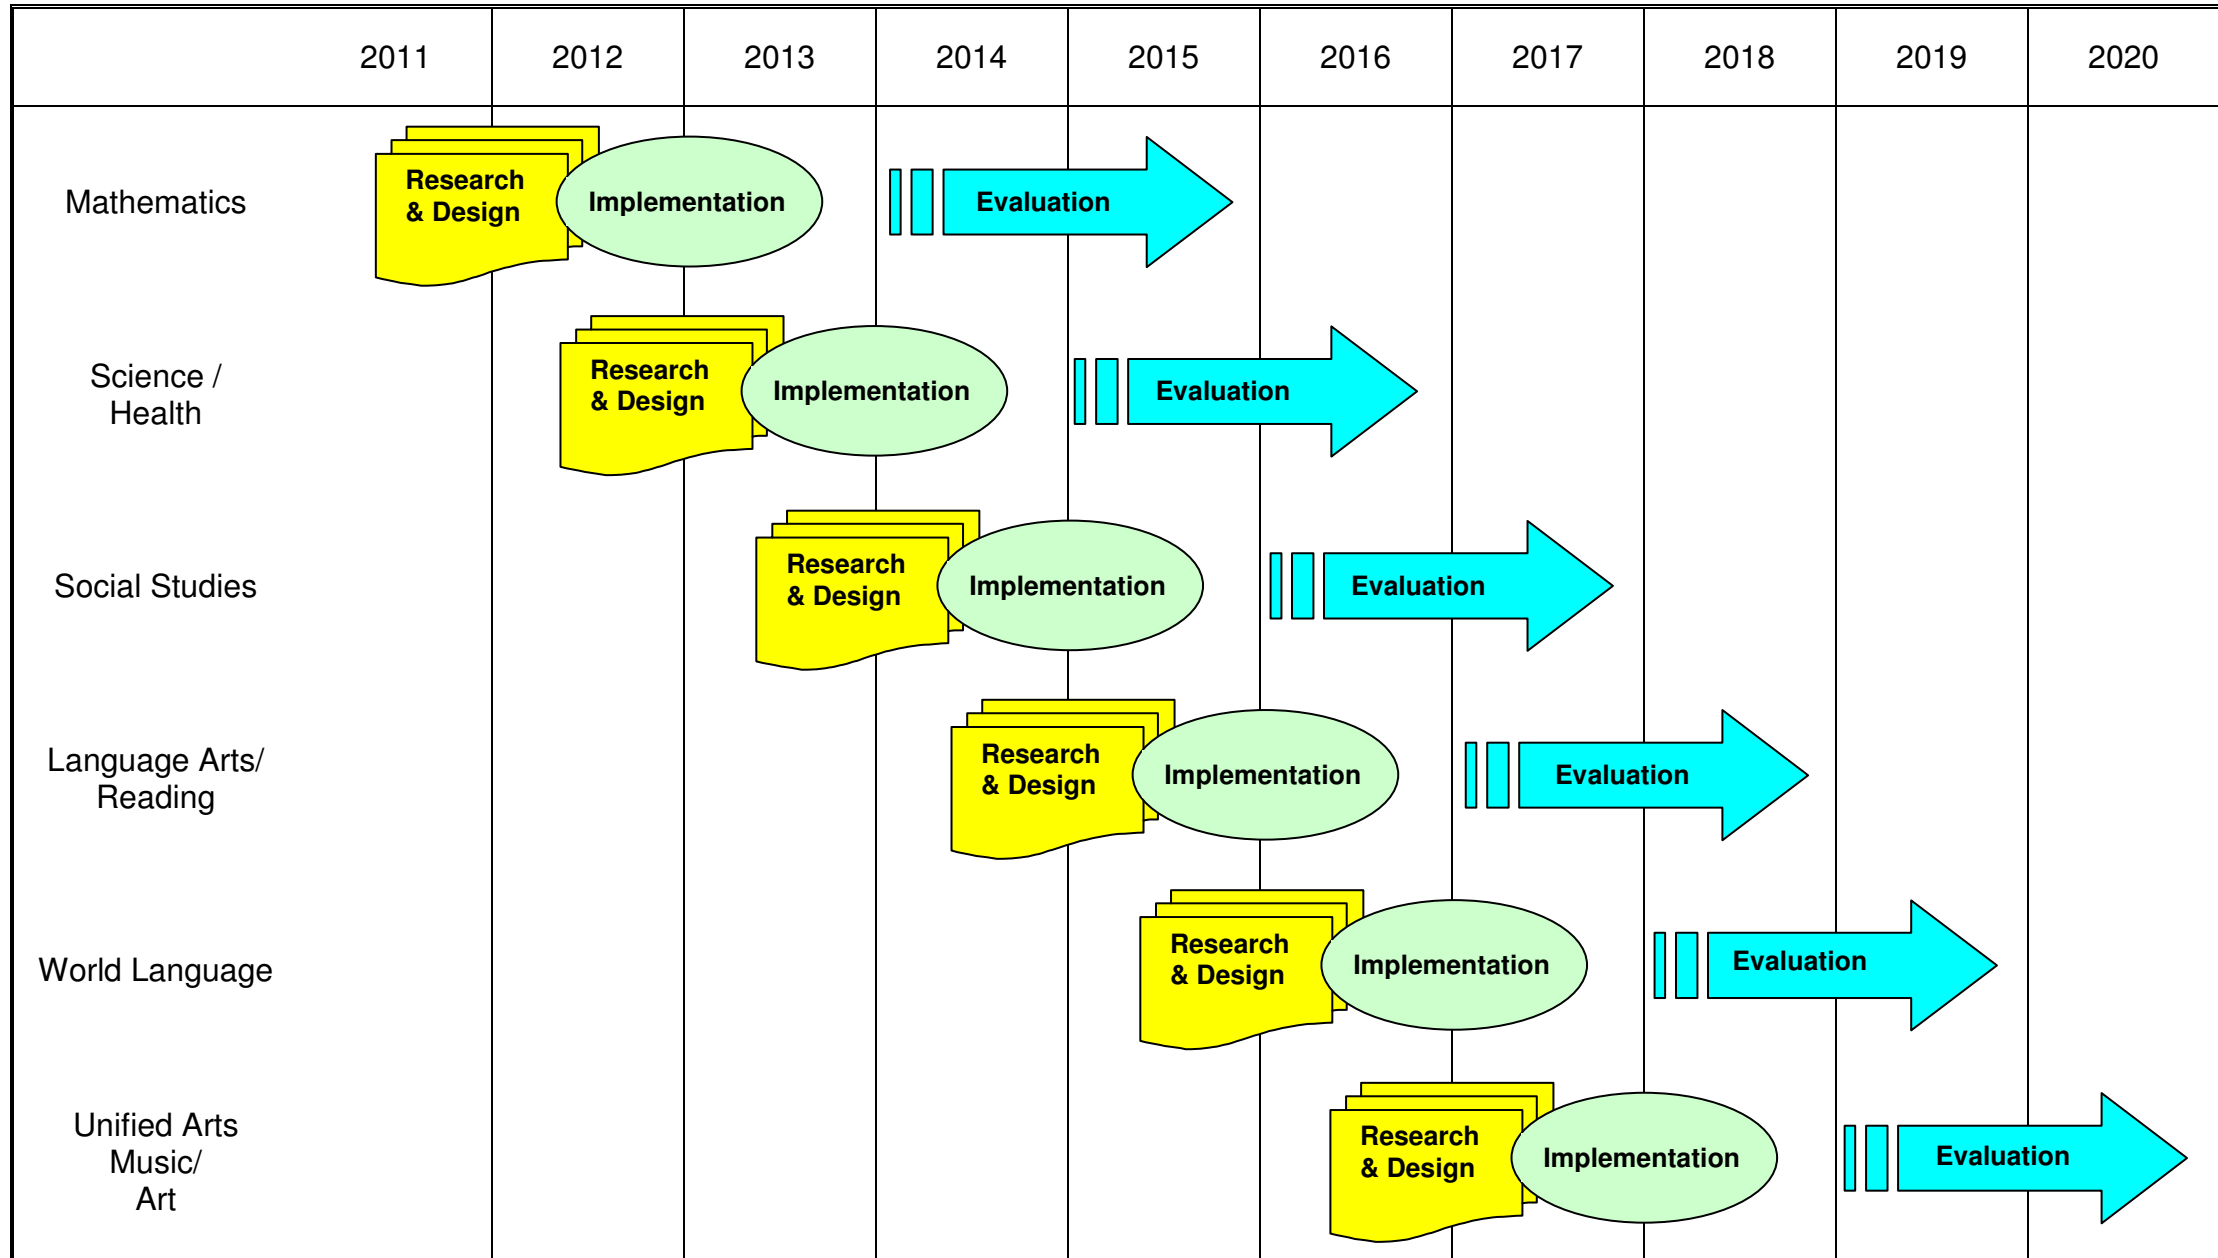 2011 2012 2013 2014 2015 2016 2017 2018 2019 2020
Mathematics
Research
& Design
Implementation
Evaluation
Science /
Health
Research
& Design
Implementation
Evaluation
Social Studies
Research
& Design
Implementation
Evaluation
Language Arts/
Reading
Research
& Design
Implementation
Evaluation
World Language
Research
& Design
Implementation
Evaluation
Unified Arts
Music/
Art
Research
& Design
Implementation
Evaluation